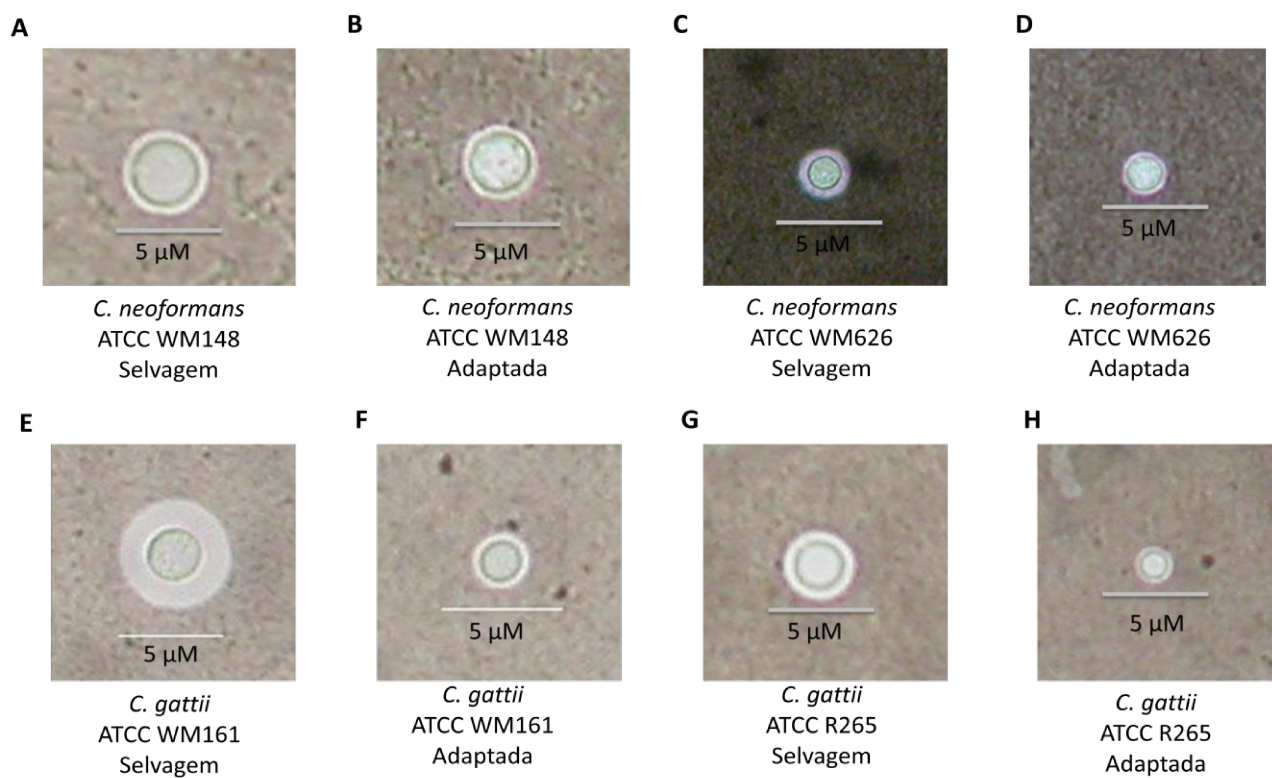 A
B
C
D
5 μM
5 μM
5 μM
5 μM
C. neoformans
ATCC WM148
Selvagem
C. neoformans
ATCC WM148
Adaptada
C. neoformans
ATCC WM626
Selvagem
C. neoformans
ATCC WM626
Adaptada
E
F
G
H
5 μM
5 μM
5 μM
5 μM
C. gattii
ATCC WM161
Selvagem
C. gattii
ATCC WM161
Adaptada
C. gattii
ATCC R265
Selvagem
C. gattii
ATCC R265
Adaptada